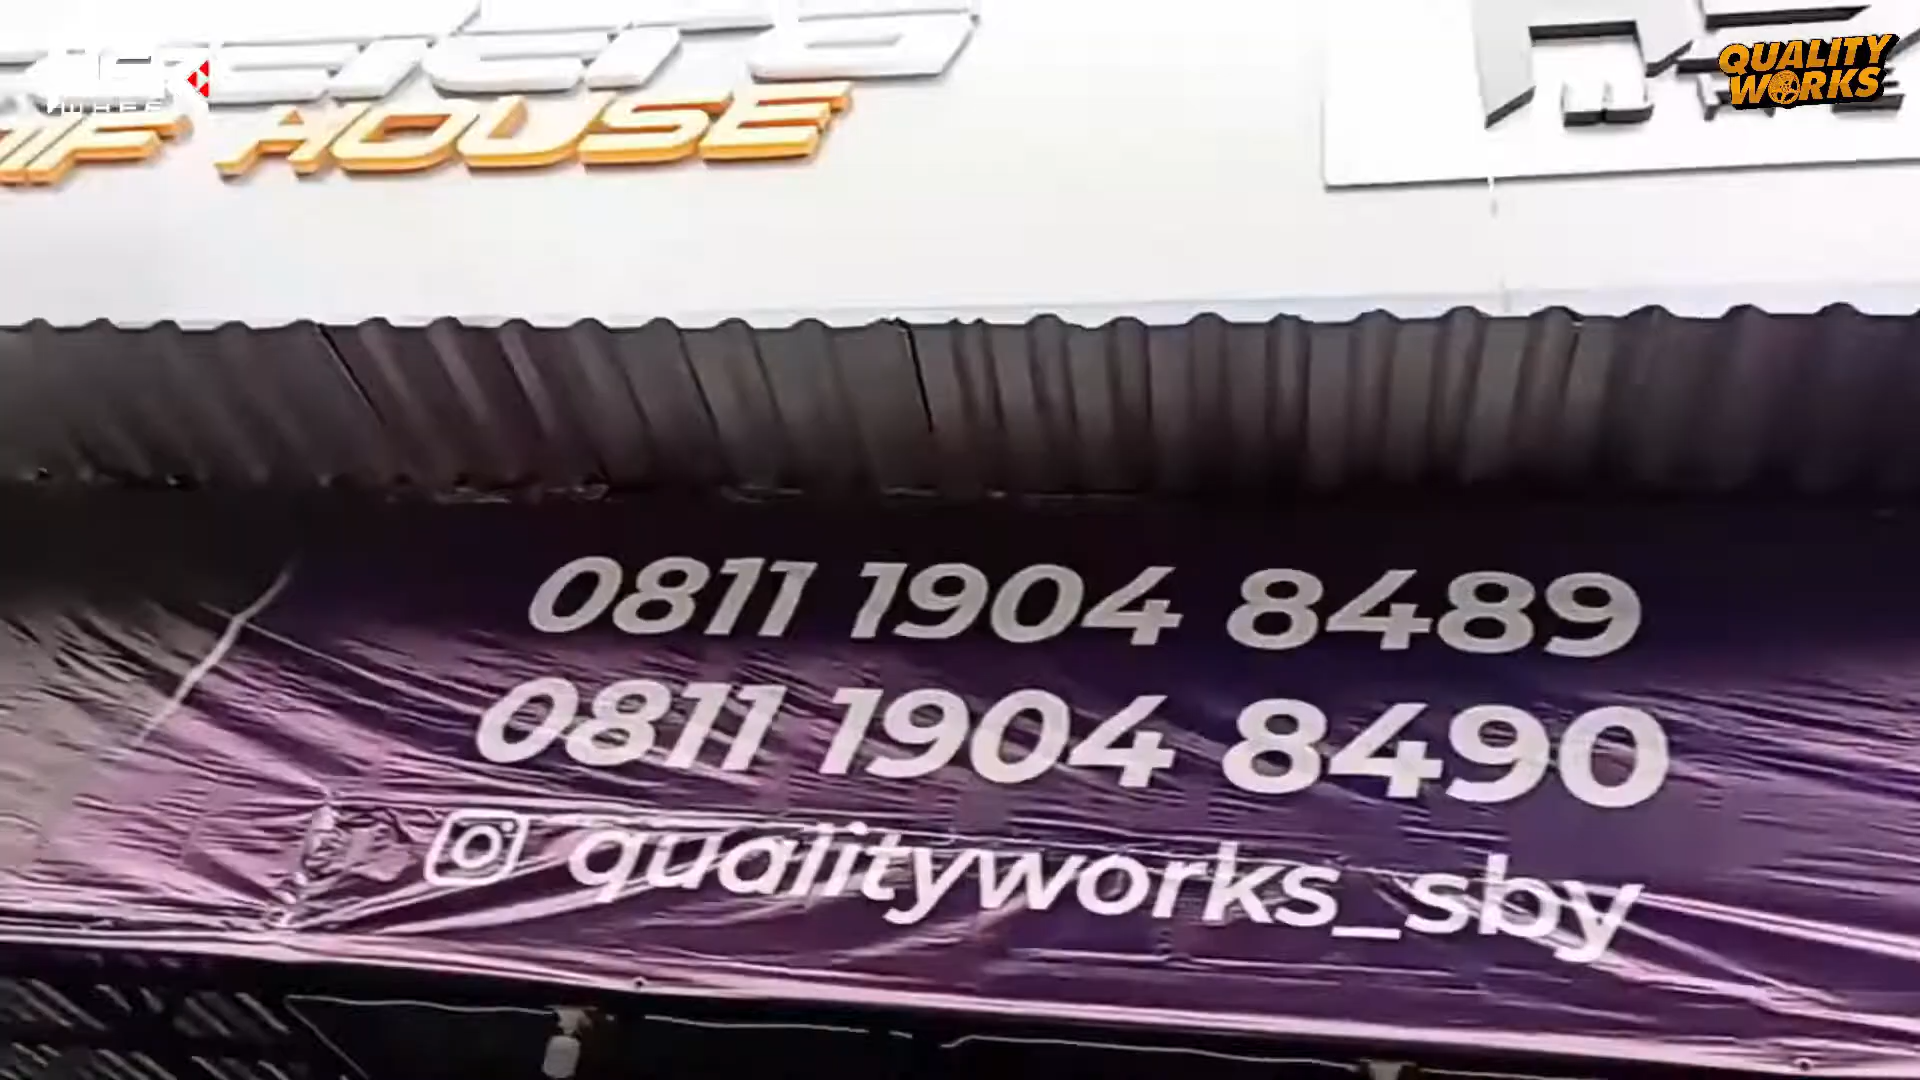 HOUSE
QUALITY
WORKS
0811 1904 8489
0811 1904 8490
qualityworks_sby